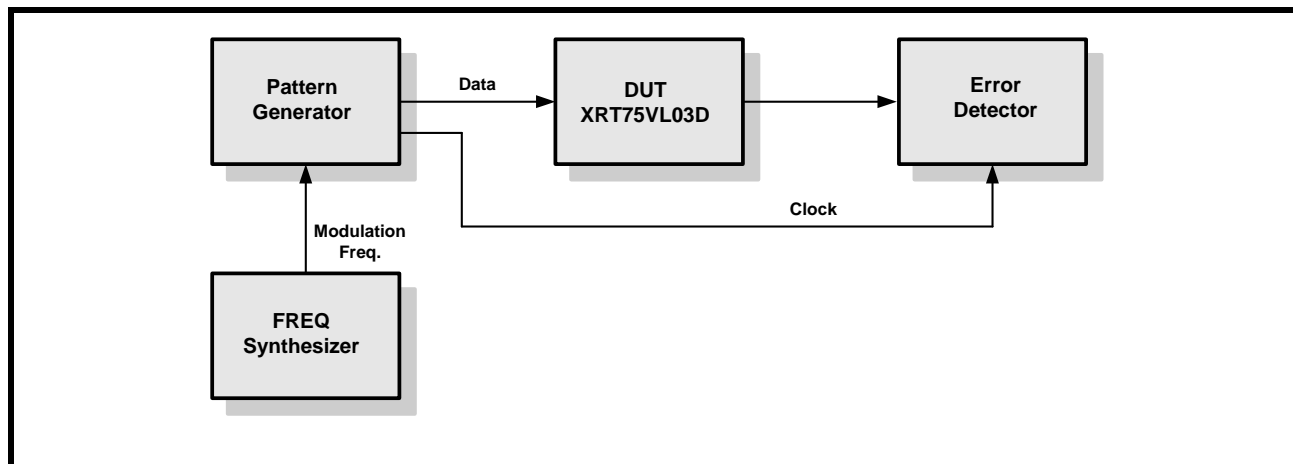 Pattern
Generator
Data
DUT
XRT75VL03D
Error
Detector
Clock
Modulation
Freq.
FREQ
Synthesizer